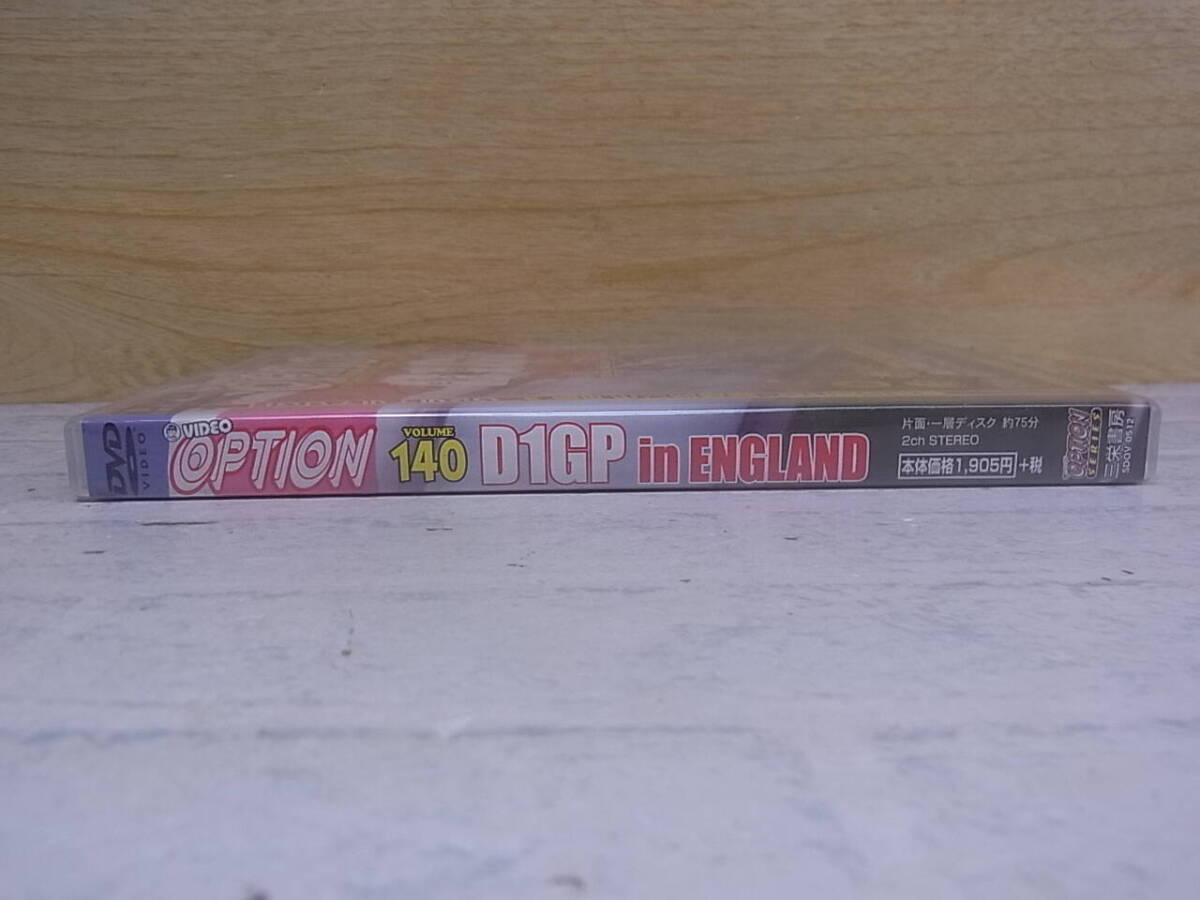 DVD
VIDEO
VIDEO
OPTION
VOLUME
140
D1GP in ENGLAND
片面・一層ディスク 約75分
2ch STEREO
本体価格1,905円+税
OPTION
SERIES
三栄書房
SDOV 0512